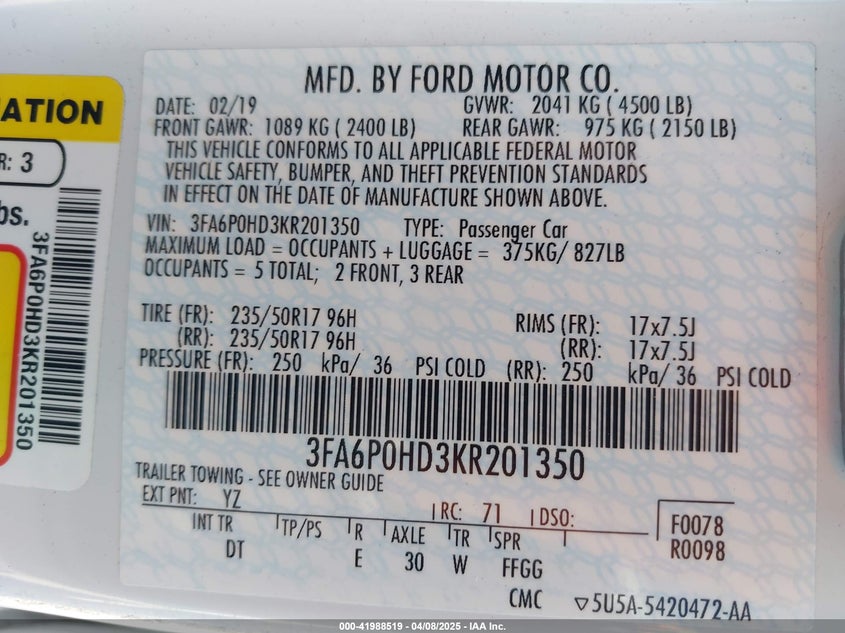 ATION
R: 3
bs.
3FA6P0HD3KR201350
MFD. BY FORD MOTOR CO.
DATE: 02/19 GVWR: 2041 KG ( 4500 LB)
FRONT GAWR: 1089 KG ( 2400 LB) REAR GAWR: 975 KG ( 2150 LB)
THIS VEHICLE CONFORMS TO ALL APPLICABLE FEDERAL MOTOR
VEHICLE SAFETY, BUMPER, AND THEFT PREVENTION STANDARDS
IN EFFECT ON THE DATE OF MANUFACTURE SHOWN ABOVE.
VIN: 3FA6P0HD3KR201350 TYPE: Passenger Car
MAXIMUM LOAD = OCCUPANTS + LUGGAGE = 375KG/ 827LB
OCCUPANTS = 5 TOTAL; 2 FRONT, 3 REAR
TIRE (FR): 235/50R17 96H RIMS (FR): 17x7.5J
(RR): 235/50R17 96H (RR): 17x7.5J
PRESSURE (FR): 250 kPa/ 36 PSI COLD (RR): 250 kPa/ 36 PSI COLD
3FA6P0HD3KR201350
TRAILER TOWING - SEE OWNER GUIDE
EXT PNT: YZ RC: 71 DSO: F0078
INT TR TP/PS R AXLE TR SPR R0098
DT E 30 W FFGG
CMC ▽5U5A-5420472-AA
000-41988519 - 04/08/2025 - IAA Inc.